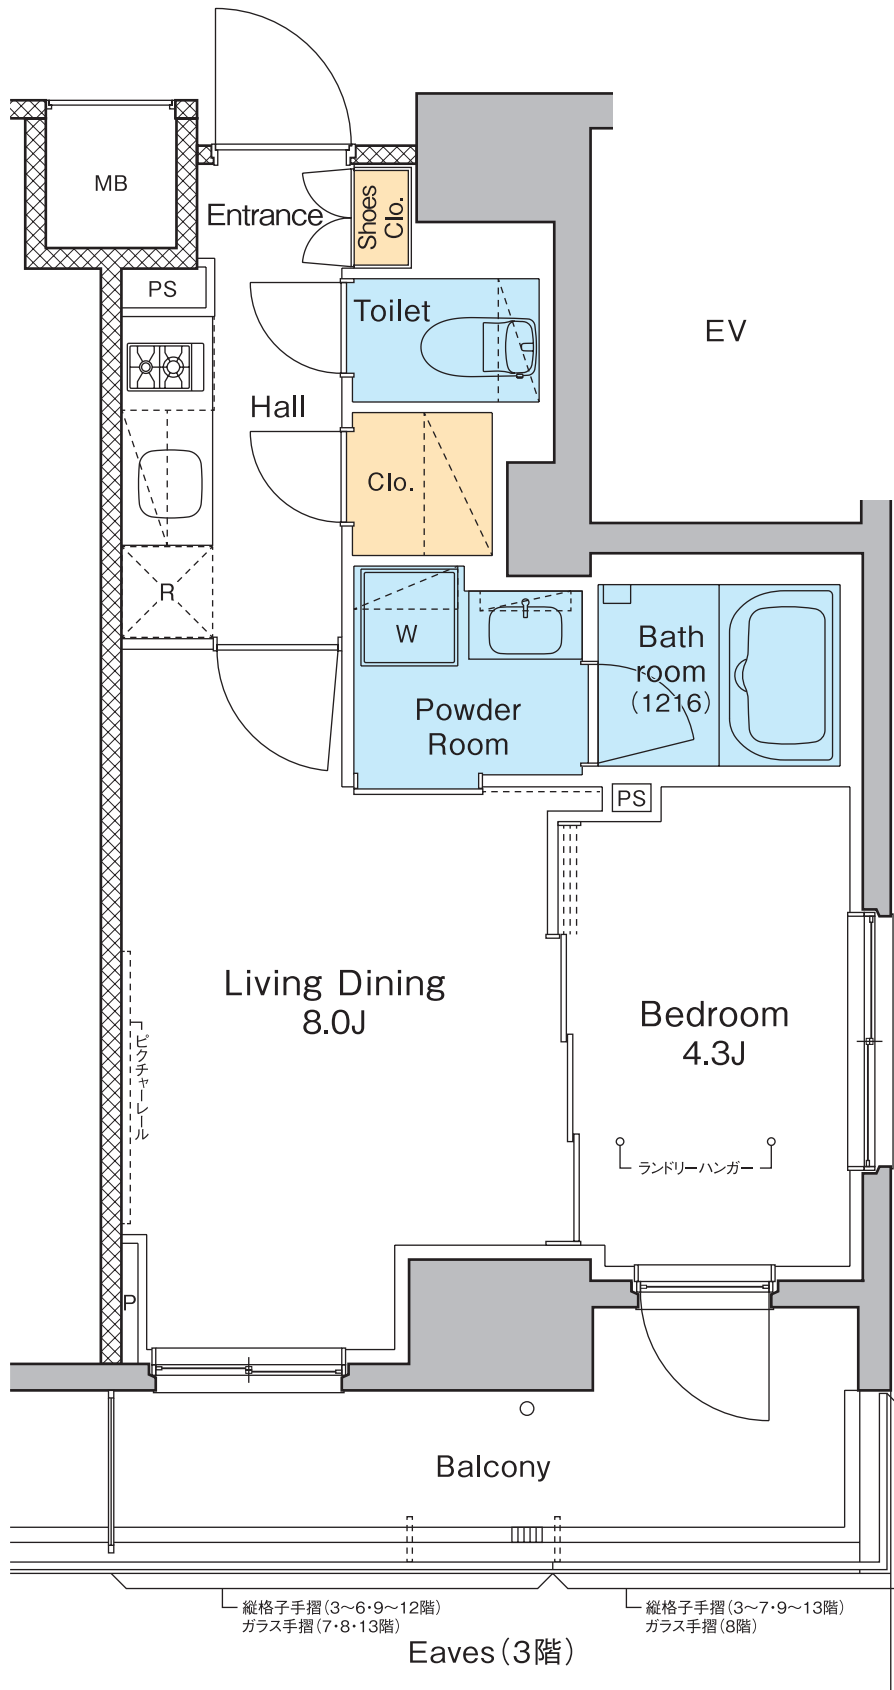 MB
Entrance
Shoes
Clo.
PS
Toilet
EV
Hall
Clo.
R
W
Bath
room
(1216)
Powder
Room
PS
Living Dining
8.0J
Bedroom
4.3J
ピクチャーレール
ランドリーハンガー
P
Balcony
縦格子手摺(3〜6・9〜12階)
ガラス手摺(7・8・13階)
縦格子手摺(3〜7・9〜13階)
ガラス手摺(8階)
Eaves(3階)